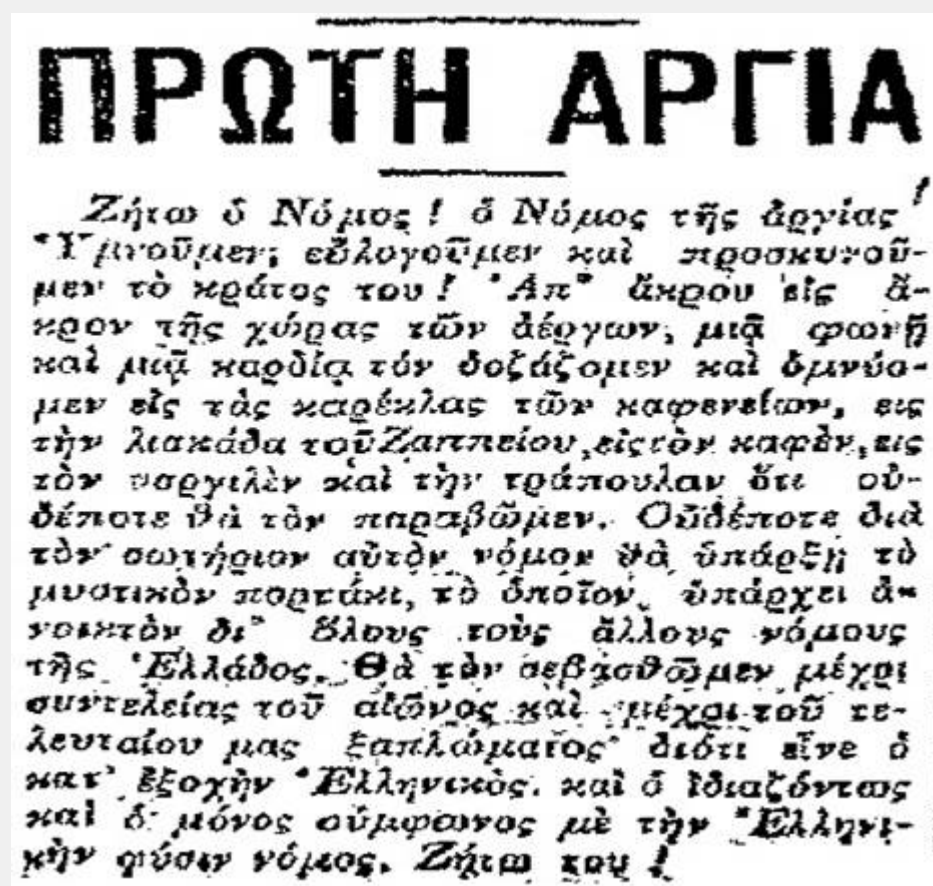 ΠΡΩΤΗ ΑΡΓΙΑ
Ζήτω ὁ Νόμος! ὁ Νόμος τῆς ἀργίας!
Ὑμνοῦμεν, εὐλογοῦμεν καὶ προσκυνοῦ-
μεν τὸ κράτος του! Ἀπ' ἄκρου εἰς ἄ-
κρον τῆς χώρας τῶν ἀέργων, μιᾷ φωνῇ
καὶ μιᾷ καρδίᾳ τόν δοξάζομεν καὶ ὀμνύο-
μεν εἰς τὰς καρέκλας τῶν καφενείων, εις
τὴν λιακάδα τοῦ Ζαππείου, εἰς τὸν καφὲν, εις
τὸν ναργιλὲν καὶ τὴν τράπουλαν ὅτι οὐ-
δέποτε θὰ τὸν παραβῶμεν. Οὐδέποτε διὰ
τὸν σωτήριον αὐτὸν νόμον θὰ ὑπάρξῃ τὸ
μυστικὸν πορτάκι, τὸ ὁποῖον ὑπάρχει ἀ-
νοικτὸν δι' ὅλους τοὺς ἄλλους νόμους
τῆς Ἑλλάδος. Θὰ τὸν σεβασθῶμεν μέχρι
συντελείας τοῦ αἰῶνος καὶ μέχρι τοῦ τε-
λευταίου μας ξαπλώματος διότι εἶνε ὁ
κατ' ἐξοχὴν Ἑλληνικὸς. καὶ ὁ ἰδιαζόντως
καὶ ὁ μόνος σύμφωνος μὲ τὴν Ἑλληνι-
κὴν φύσιν νόμος. Ζήτω του!